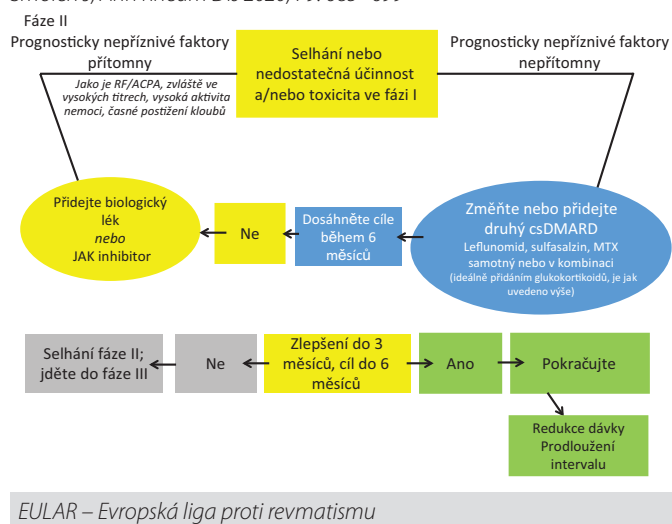 Fáze II
Prognosticky nepříznivé faktory
přítomny
Jako je RF/ACPA, zvláště ve
vysokých titrech, vysoká aktivita
nemoci, časné postižení kloubů
Selhání nebo
nedostatečná účinnost
a/nebo toxicita ve fázi I
Prognosticky nepříznivé faktory
nepřítomny
Přidejte biologický
lék
nebo
JAK inhibitor
Ne
Dosáhněte cíle
během 6
měsíců
Změňte nebo přidejte
druhý csDMARD
Leflunomid, sulfasalzin, MTX
samotný nebo v kombinaci
(ideálně přidáním glukokortikoidů, je jak
uvedeno výše)
Selhání fáze II;
jděte do fáze III
Ne
Zlepšení do 3
měsíců, cíl do 6
měsíců
Ano
Pokračujte
Redukce dávky
Prodloužení
intervalu
EULAR – Evropská liga proti revmatismu